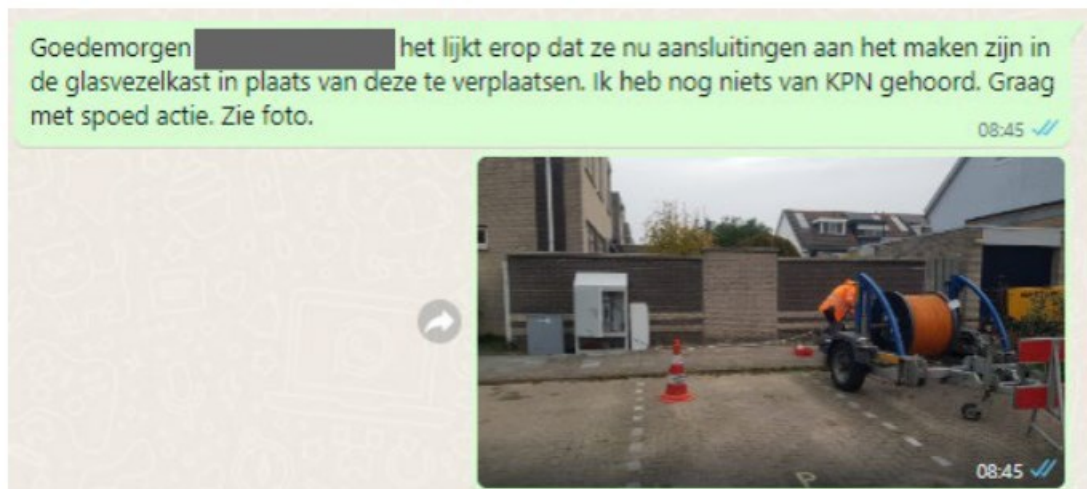 Goedemorgen het lijkt erop dat ze nu aansluitingen aan het maken zijn in
de glasvezelkast in plaats van deze te verplaatsen. Ik heb nog niets van KPN gehoord. Graag
met spoed actie. Zie foto.
08:45
P
08:45